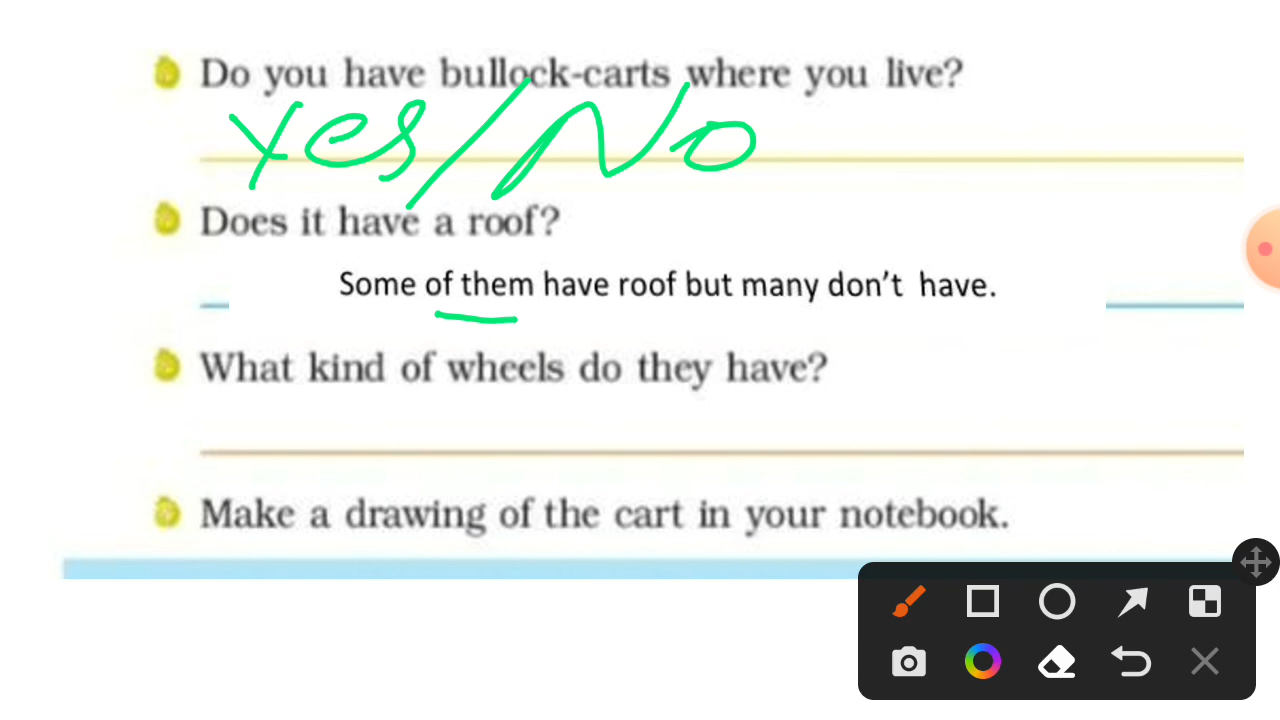 Do you have bullock-carts where you live?
Yes/No
Does it have a roof?
Some of them have roof but many don't have.
What kind of wheels do they have?
Make a drawing of the cart in your notebook.